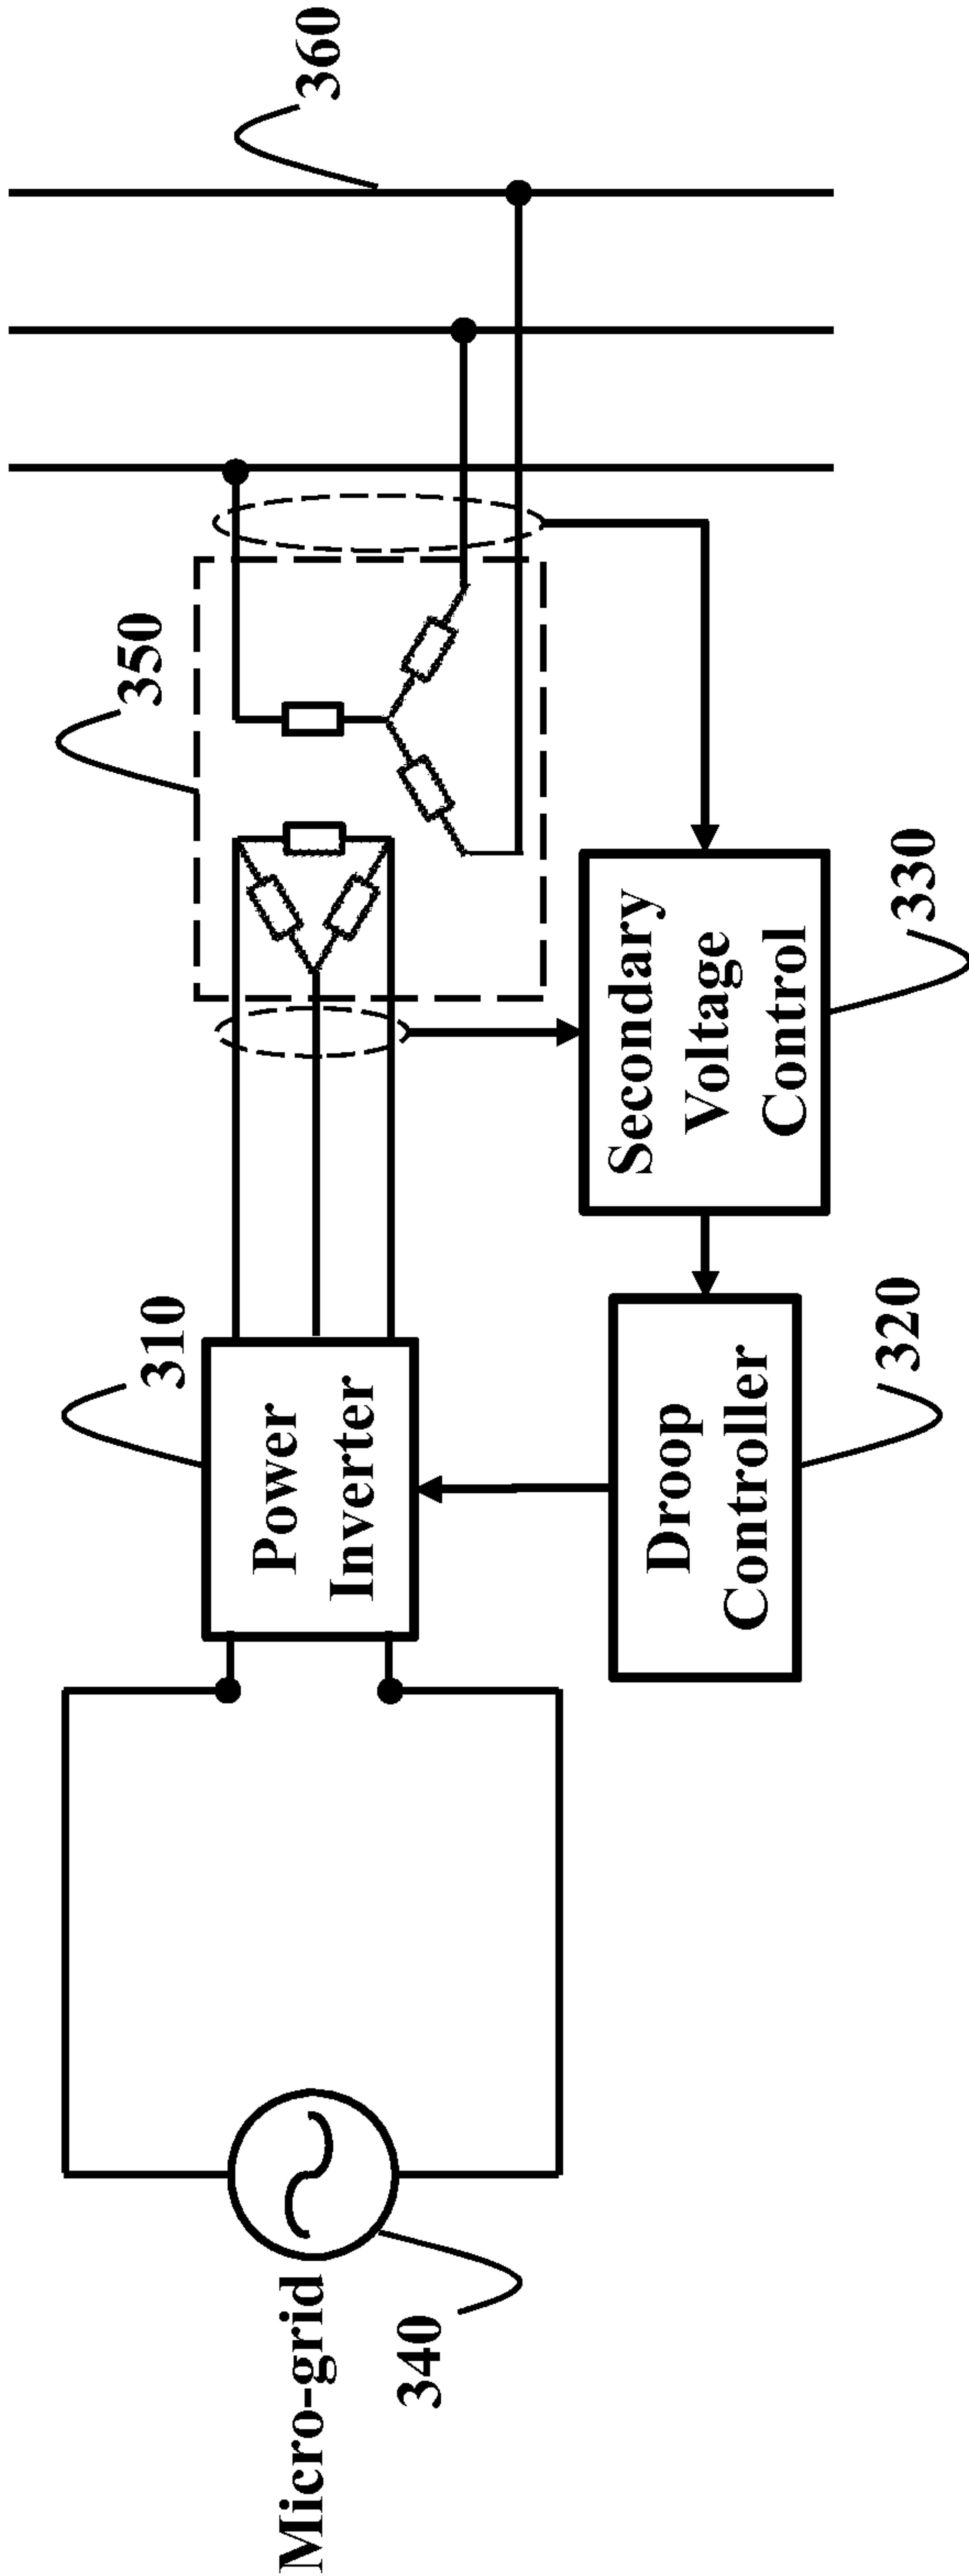 Micro-grid
340
310
Power
Inverter
350
360
Droop
Controller
320
Secondary
Voltage
Control
330